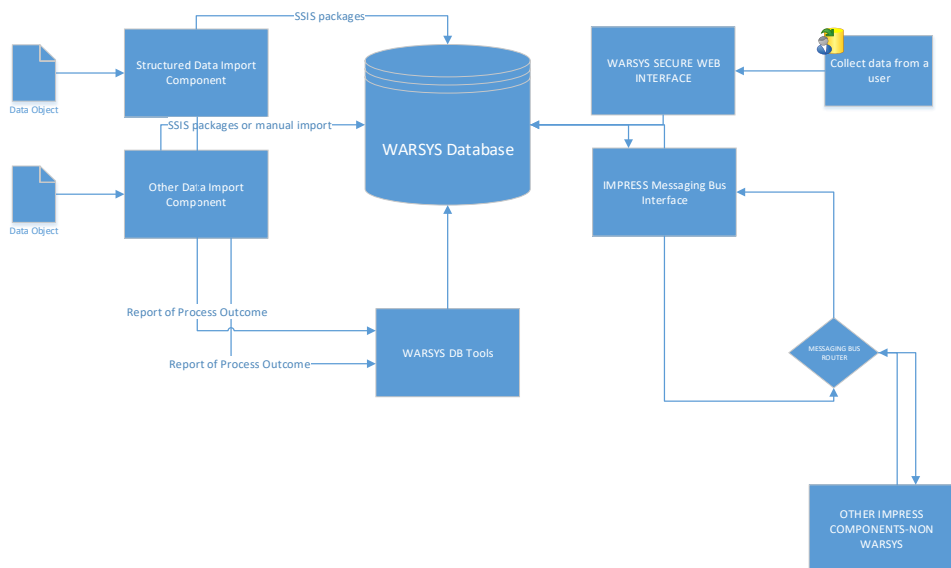 SSIS packages
Structured Data Import
Component
Data Object
SSIS packages or manual import
Other Data Import
Component
Data Object
WARSYS Database
WARSYS SECURE WEB
INTERFACE
Collect data from a
user
IMPRESS Messaging Bus
Interface
Report of Process Outcome
Report of Process Outcome
WARSYS DB Tools
MESSAGING BUS
ROUTER
OTHER IMPRESS
COMPONENTS-NON
WARSYS